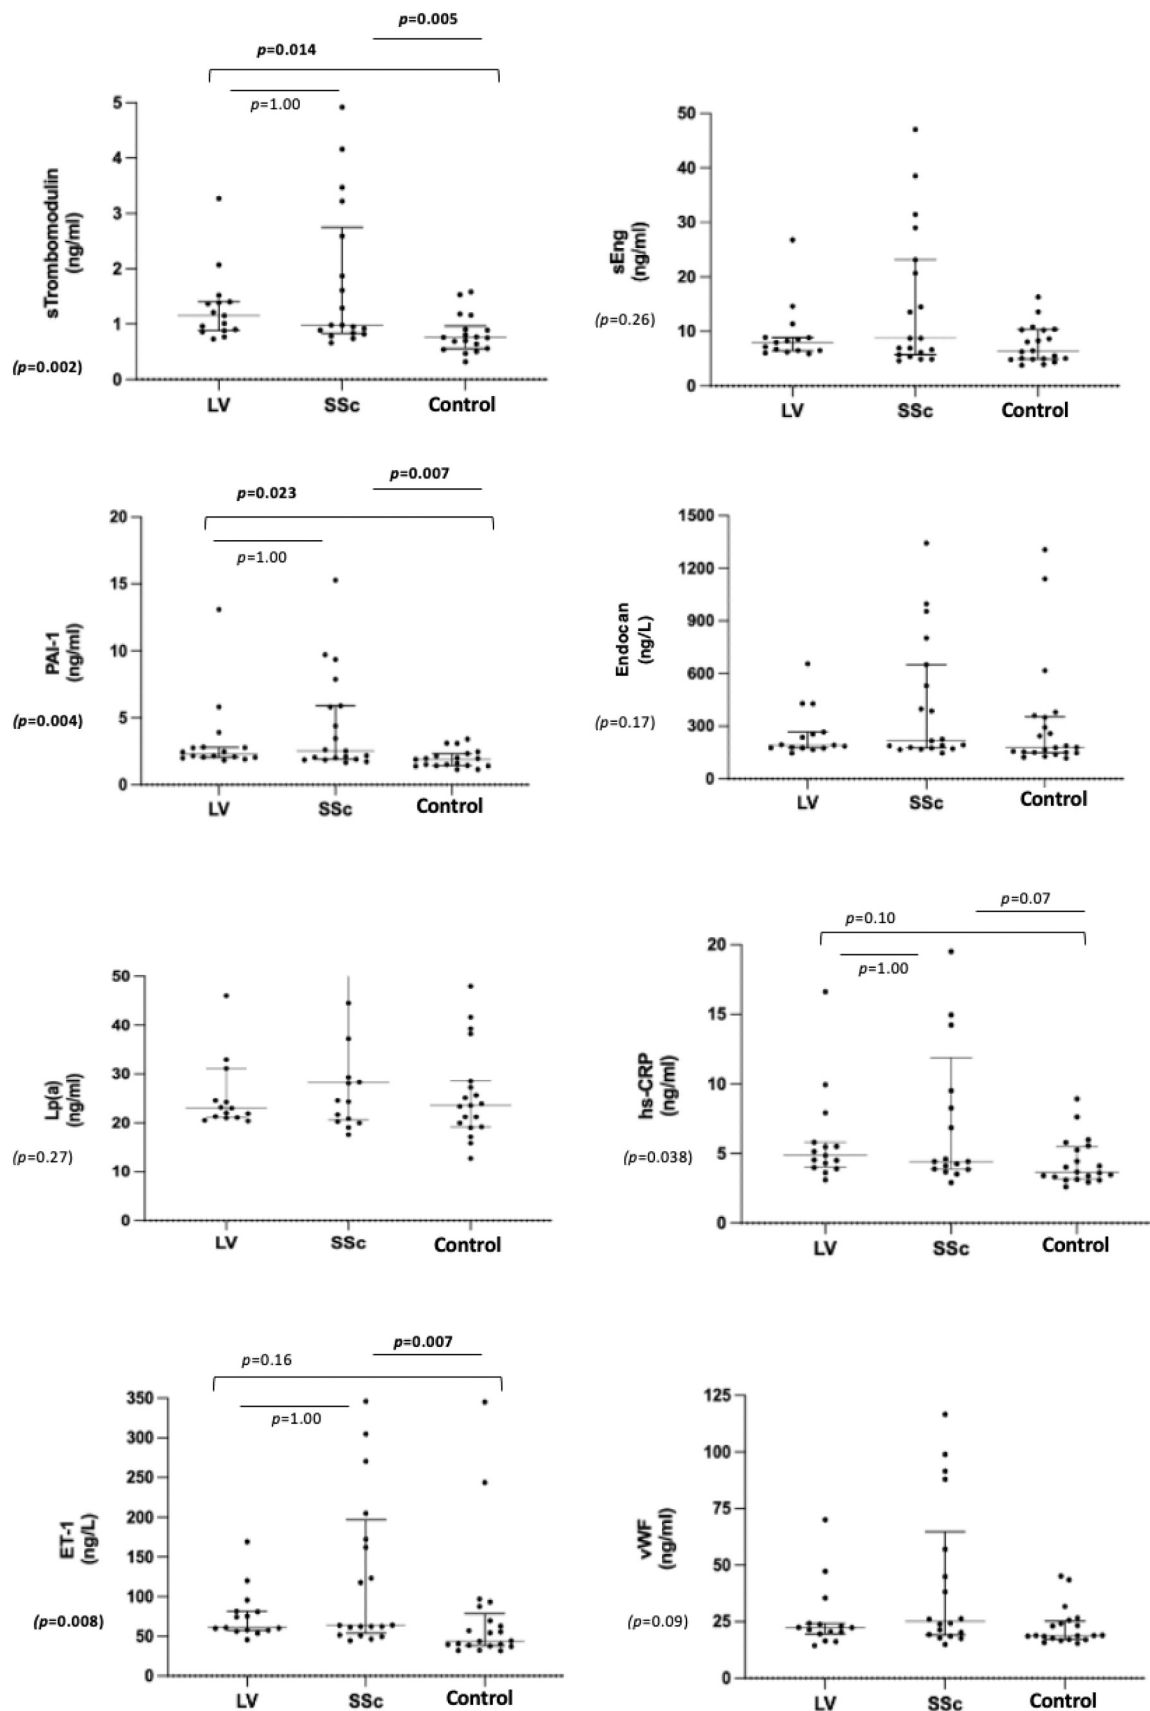 p=0.005
p=0.014
p=1.00
5
4
3
2
1
0
sTrombomodulin
(ng/ml)
(p=0.002)
LV SSc Control
50
40
30
20
10
0
sEng
(ng/ml)
(p=0.26)
LV SSc Control
p=0.007
p=0.023
p=1.00
20
15
10
5
0
PAI-1
(ng/ml)
(p=0.004)
LV SSc Control
1500
1200
900
600
300
0
Endocan
(ng/L)
(p=0.17)
LV SSc Control
50
40
30
20
10
0
Lp(a)
(ng/ml)
(p=0.27)
LV SSc Control
p=0.07
p=0.10
p=1.00
20
15
10
5
0
hs-CRP
(ng/ml)
(p=0.038)
LV SSc Control
p=0.007
p=0.16
p=1.00
350
300
250
200
150
100
50
0
ET-1
(ng/L)
(p=0.008)
LV SSc Control
125
100
75
50
25
0
vWF
(ng/ml)
(p=0.09)
LV SSc Control